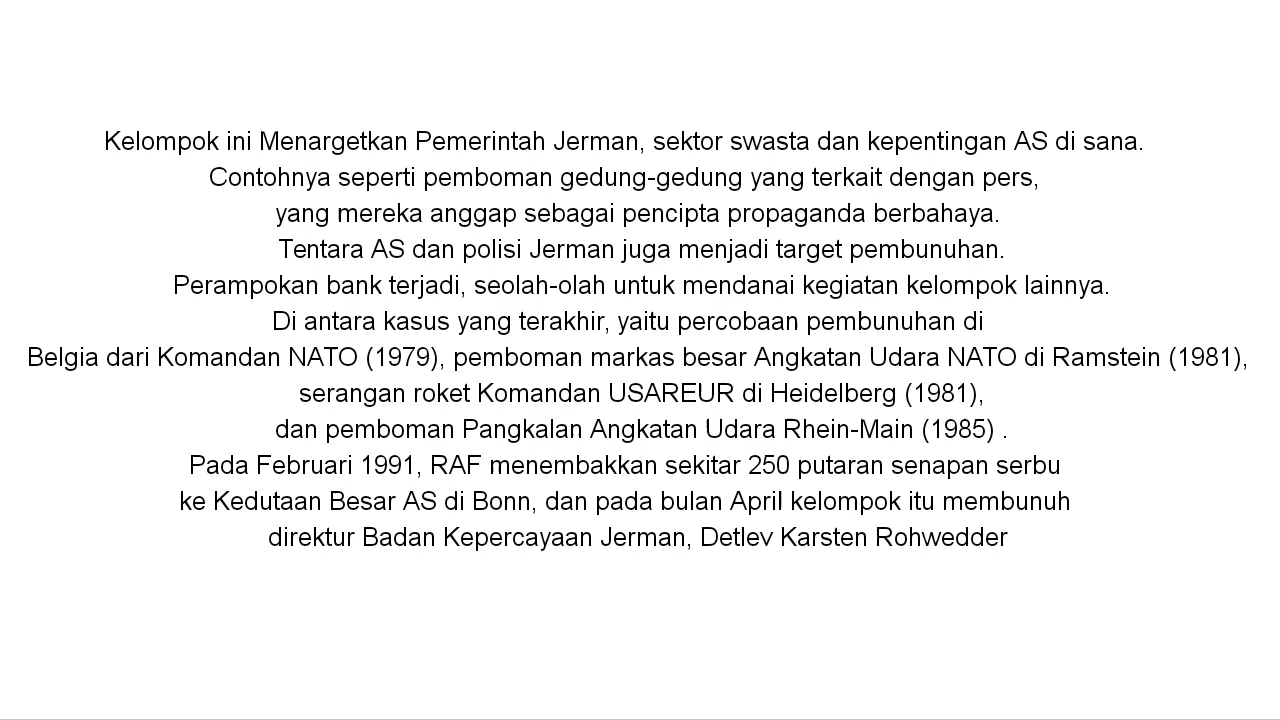 Kelompok ini Menargetkan Pemerintah Jerman, sektor swasta dan kepentingan AS di sana.
Contohnya seperti pemboman gedung-gedung yang terkait dengan pers,
yang mereka anggap sebagai pencipta propaganda berbahaya.
Tentara AS dan polisi Jerman juga menjadi target pembunuhan.
Perampokan bank terjadi, seolah-olah untuk mendanai kegiatan kelompok lainnya.
Di antara kasus yang terakhir, yaitu percobaan pembunuhan di
Belgia dari Komandan NATO (1979), pemboman markas besar Angkatan Udara NATO di Ramstein (1981),
serangan roket Komandan USAREUR di Heidelberg (1981),
dan pemboman Pangkalan Angkatan Udara Rhein-Main (1985) .
Pada Februari 1991, RAF menembakkan sekitar 250 putaran senapan serbu
ke Kedutaan Besar AS di Bonn, dan pada bulan April kelompok itu membunuh
direktur Badan Kepercayaan Jerman, Detlev Karsten Rohwedder